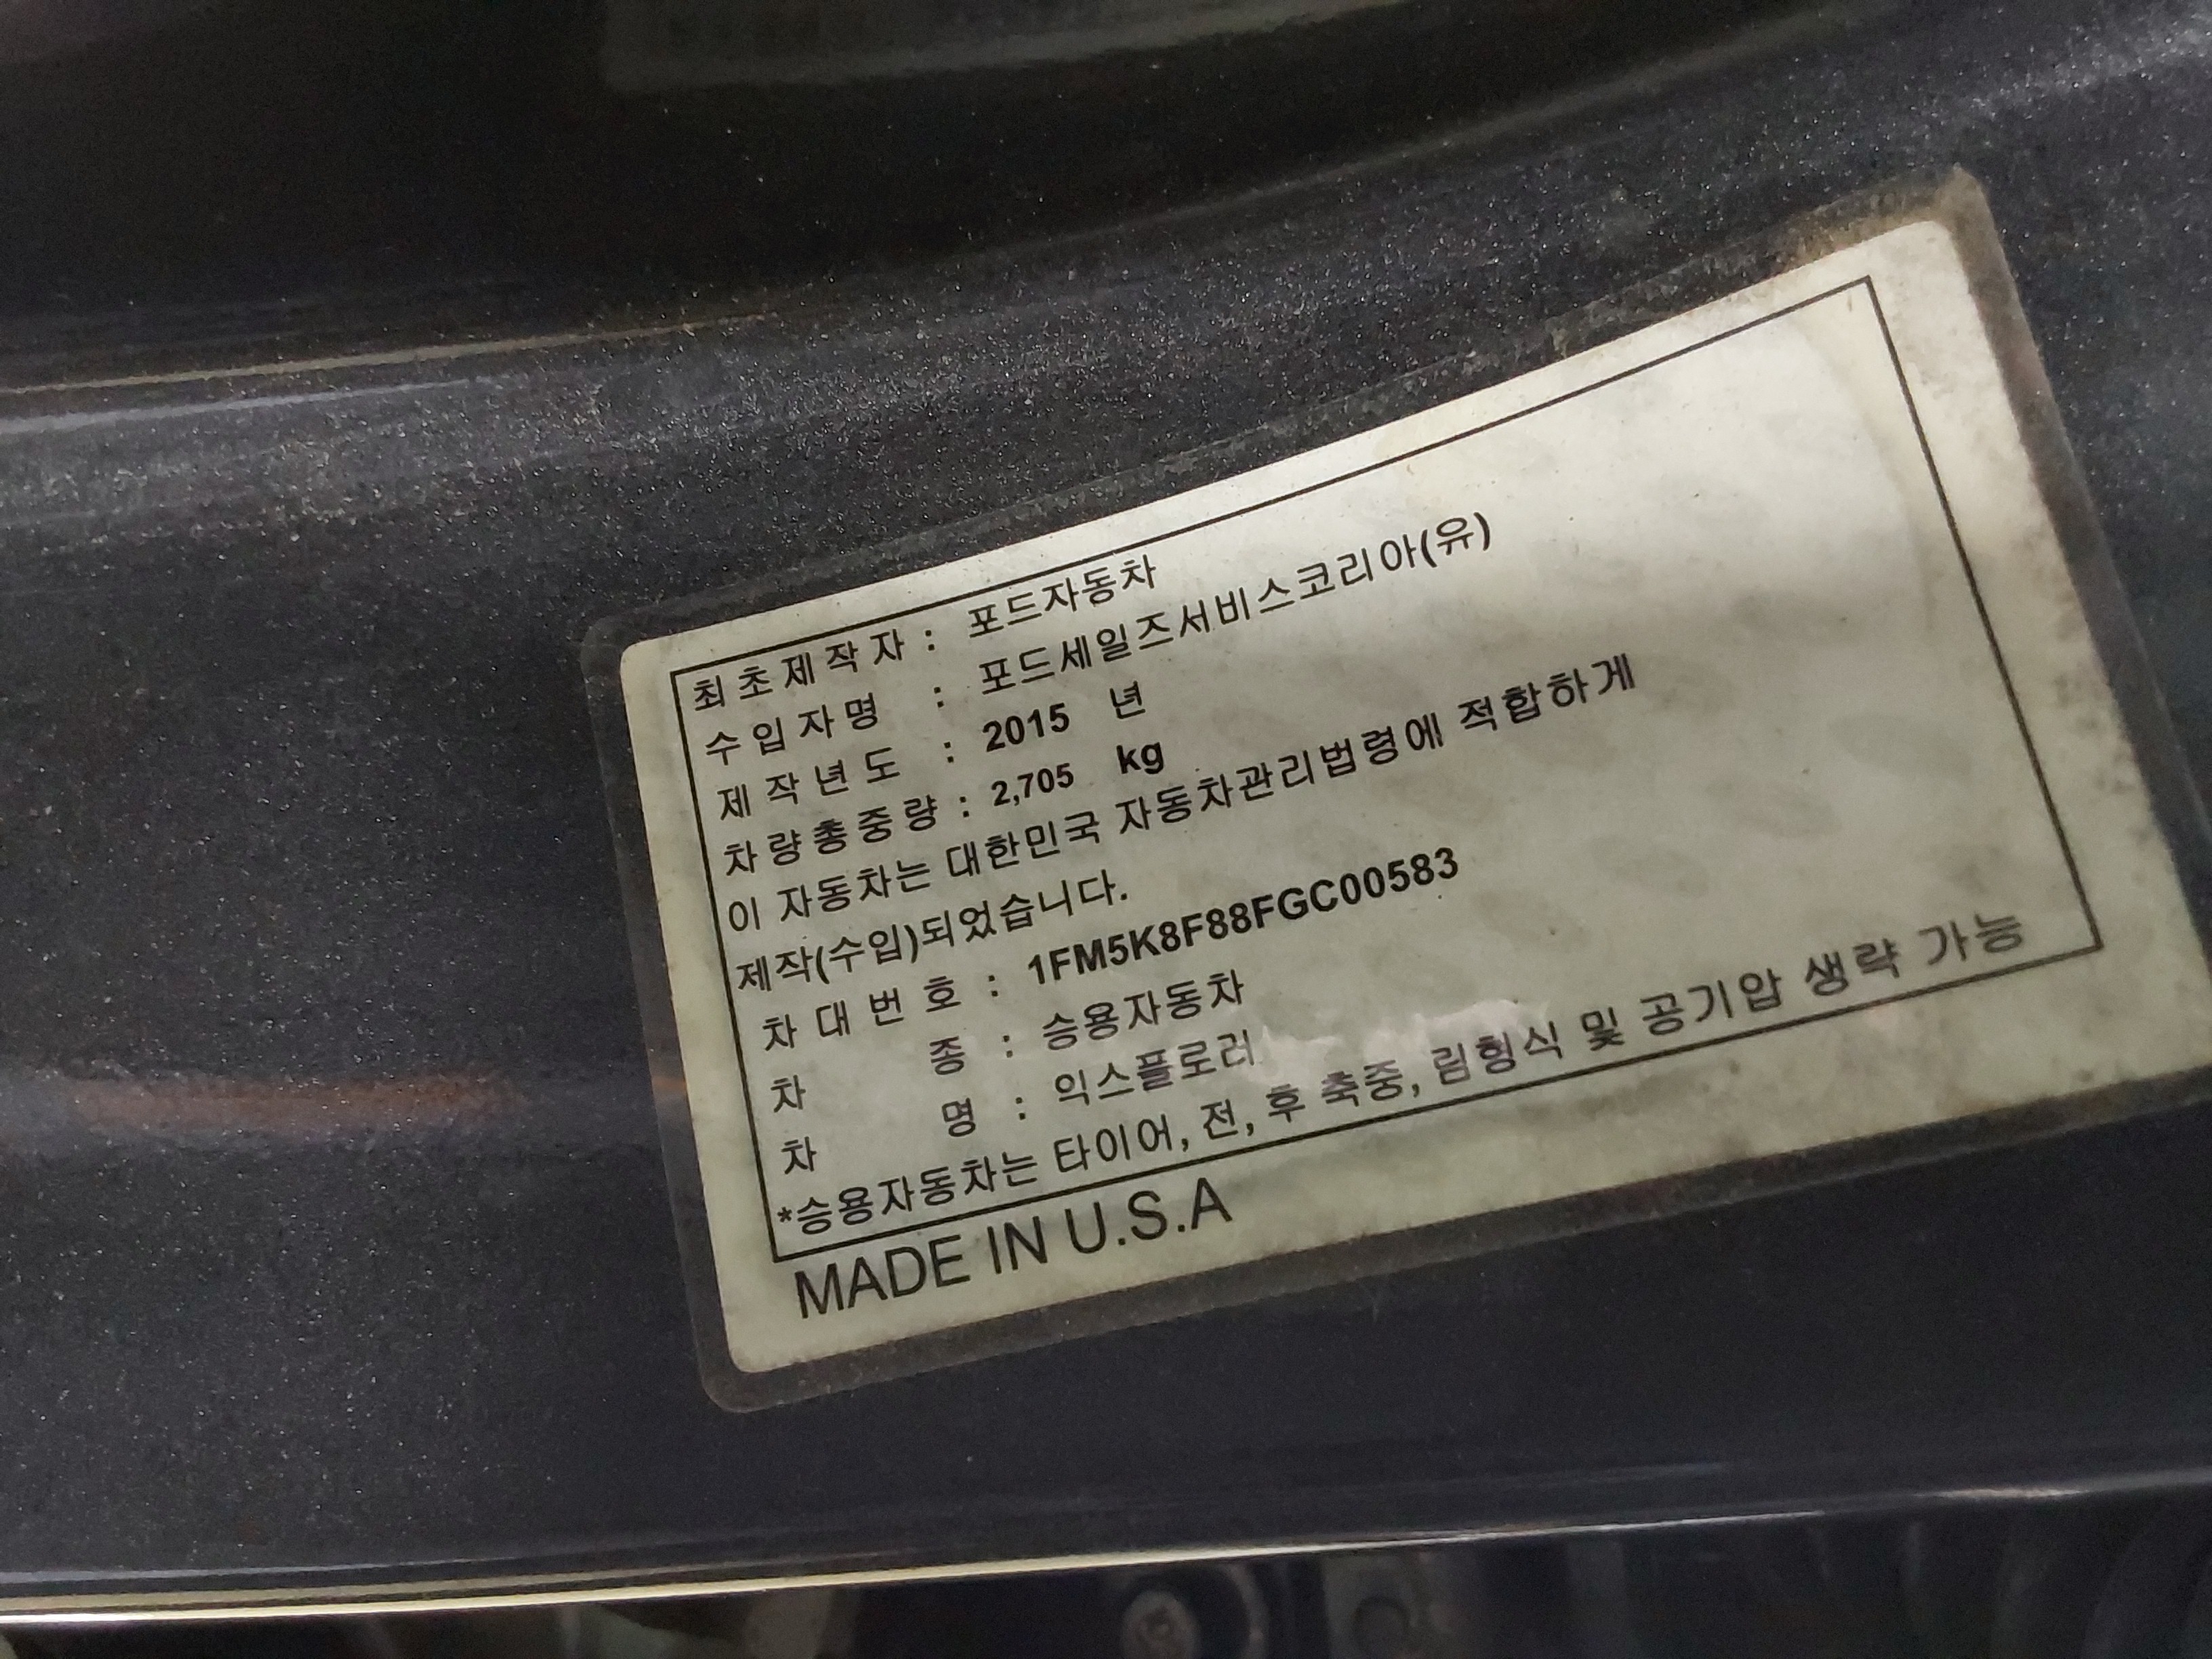 최초제작자 : 포드자동차
수입자명 : 포드세일즈서비스코리아(유)
제작년도 : 2015 년
차량총중량 : 2,705 kg
이 자동차는 대한민국 자동차관리법령에 적합하게
제작(수입)되었습니다.
차대번호 : 1FM5K8F88FGC00583
차 종 : 승용자동차
차 명 : 익스플로러
*승용자동차는 타이어, 전, 후 축중, 림형식 및 공기압 생략 가능
MADE IN U.S.A